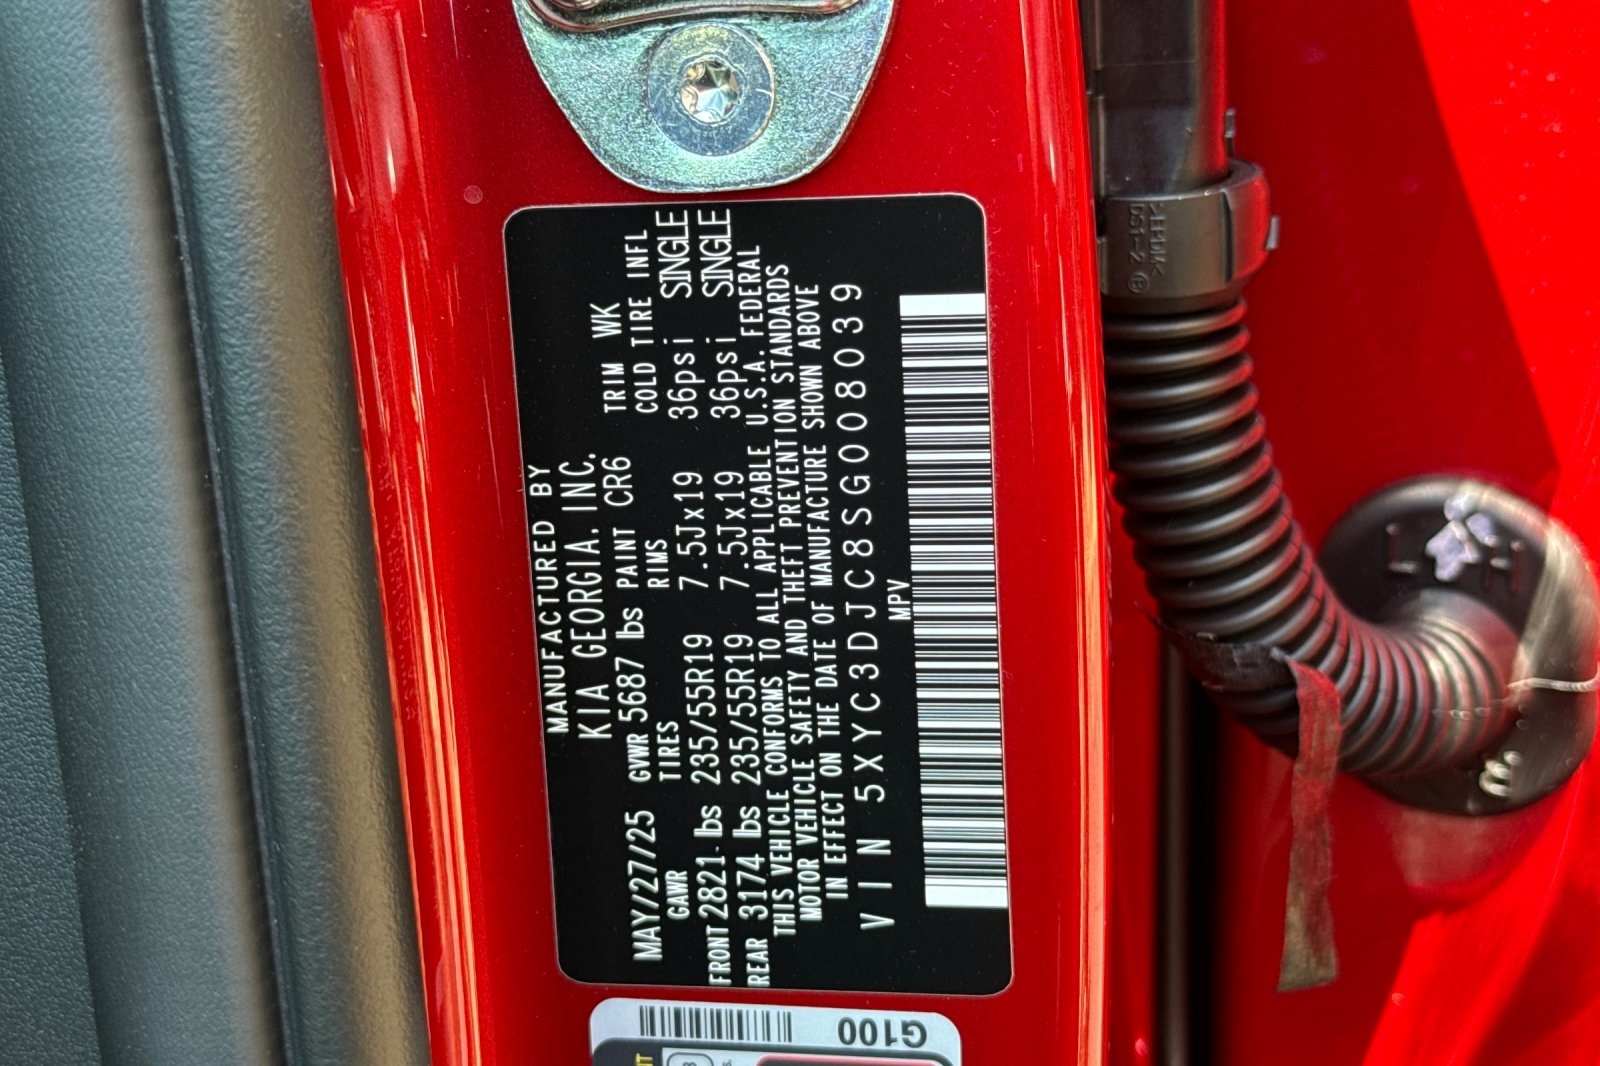 MANUFACTURED BY
KIA GEORGIA, INC.
MAY/27/25 GVWR 5687 lbs PAINT CR6 TRIM WK
GAWR TIRES RIMS COLD TIRE INFL
FRONT 2821 lbs 235/55R19 7.5Jx19 36psi SINGLE
REAR 3174 lbs 235/55R19 7.5Jx19 36psi SINGLE
THIS VEHICLE CONFORMS TO ALL APPLICABLE U.S.A. FEDERAL
MOTOR VEHICLE SAFETY AND THEFT PREVENTION STANDARDS
IN EFFECT ON THE DATE OF MANUFACTURE SHOWN ABOVE
VIN 5XYC3DJC8SG008039
MPV
G100
>EPDM<
DS1-2
L H